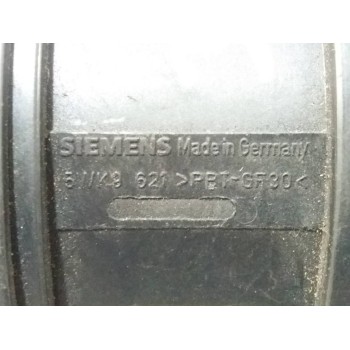 SIEMENS Made in Germany
5WK9 621 >PBT-GF30<